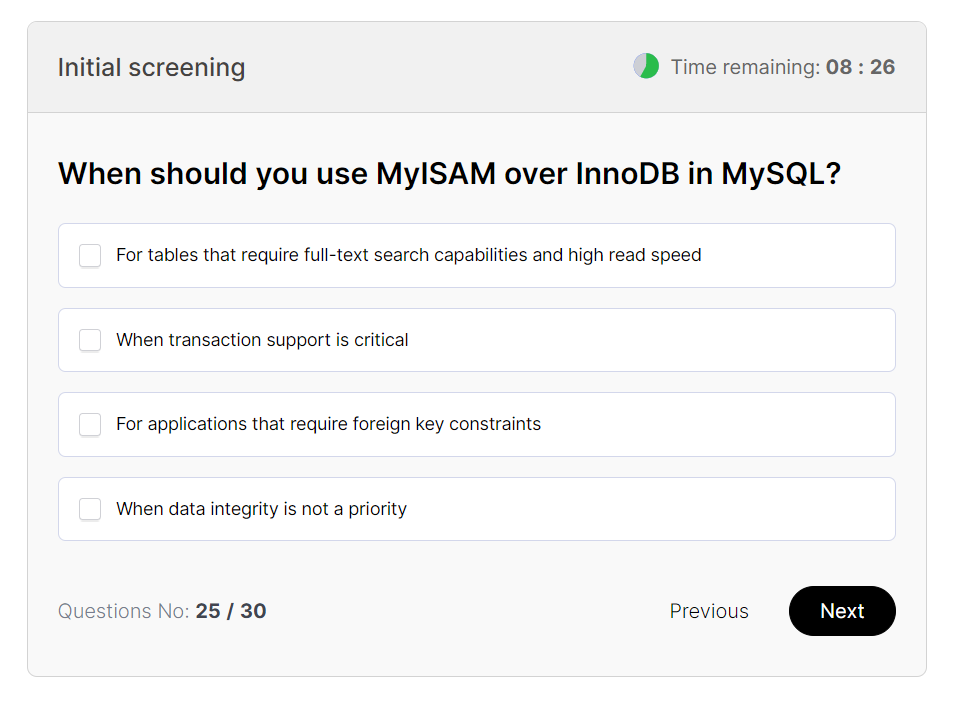 Initial screening
Time remaining: 08 : 26
When should you use MyISAM over InnoDB in MySQL?
For tables that require full-text search capabilities and high read speed
When transaction support is critical
For applications that require foreign key constraints
When data integrity is not a priority
Questions No: 25 / 30
Previous
Next